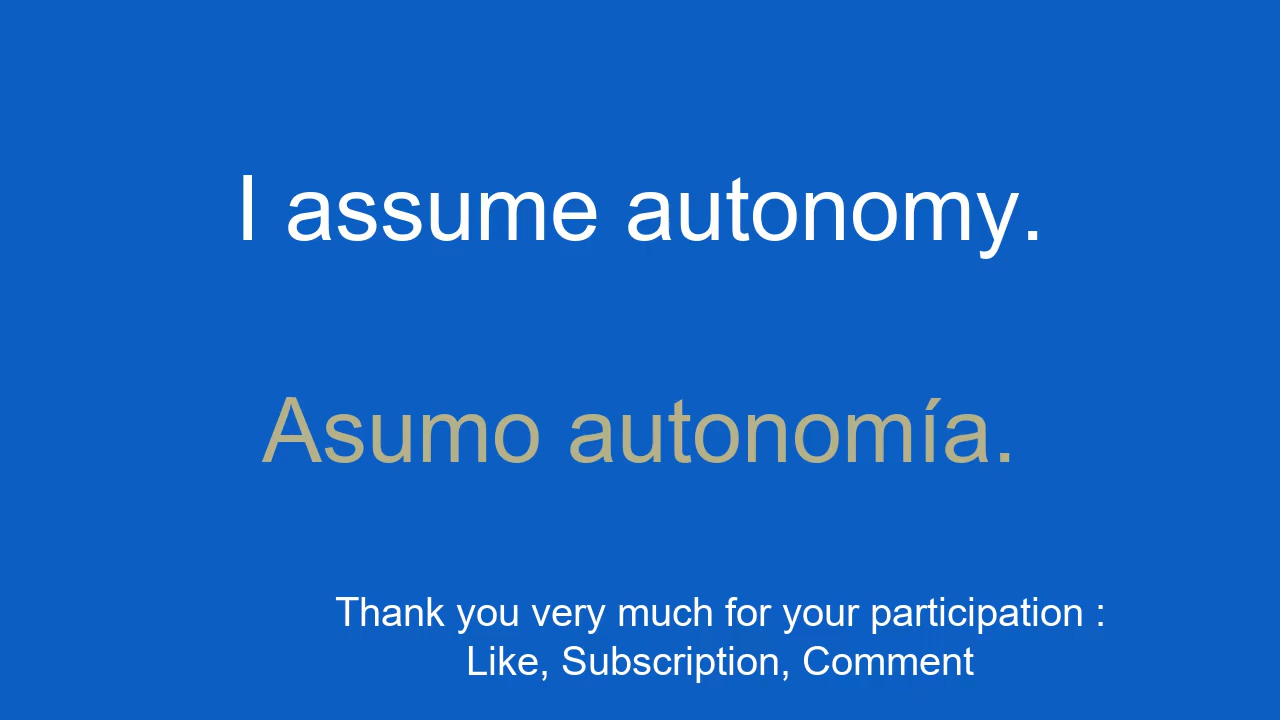 I assume autonomy.
Asumo autonomía.
Thank you very much for your participation :
Like, Subscription, Comment